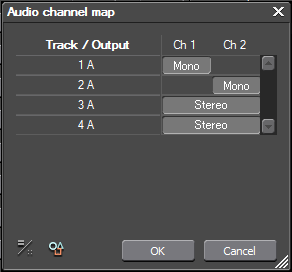 Audio channel map
Track / Output Ch 1 Ch 2
1 A Mono
2 A Mono
3 A Stereo
4 A Stereo
OK Cancel